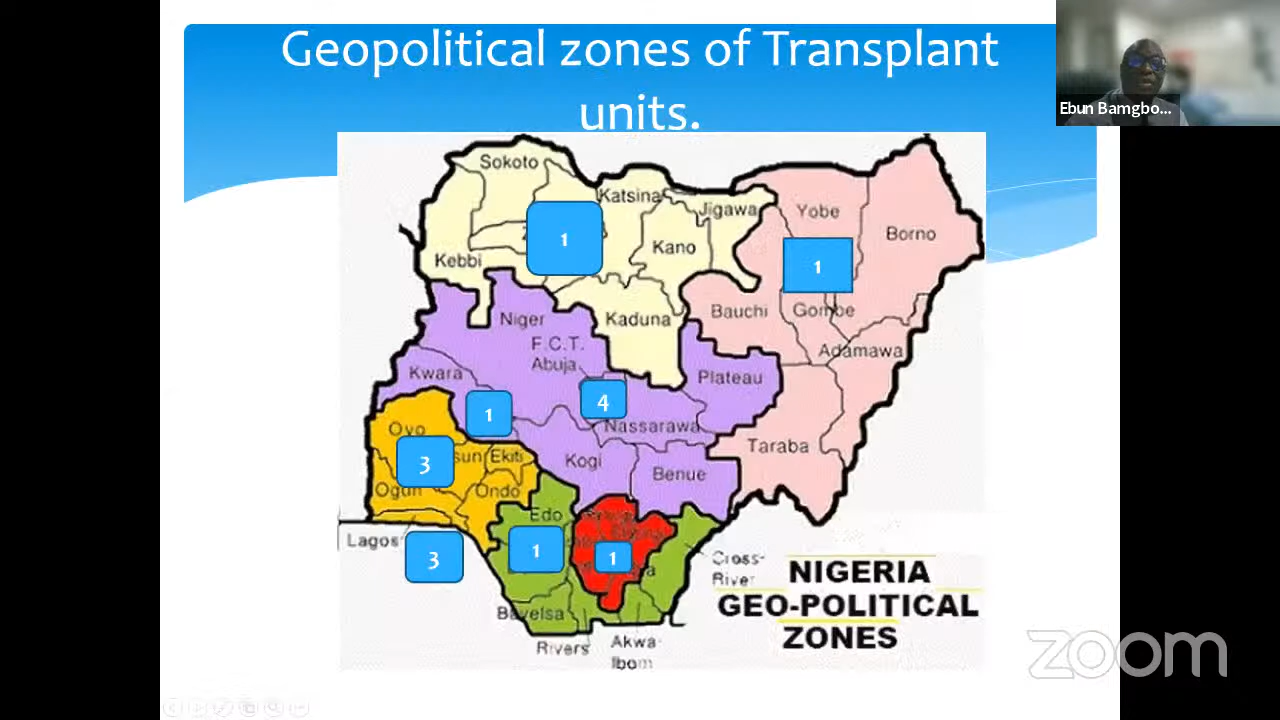 Geopolitical zones of Transplant
units.
Ebun Bamgbo...
Sokoto
Katsina
Jigawa
Yobe
Borno
1
Kano
1
Kebbi
Niger
Kaduna
Bauchi
Gombe
F.C.T.
Abuja
Adamawa
Kwara
Plateau
1
4
Oyo
Nassarawa
3
sun
Ekiti
Kogi
Benue
Taraba
Ogun
Ondo
Edo
Lagos
3
1
1
Cross-
River
NIGERIA
GEO-POLITICAL
ZONES
Bayelsa
Rivers
Akwa-
Ibom
zoom